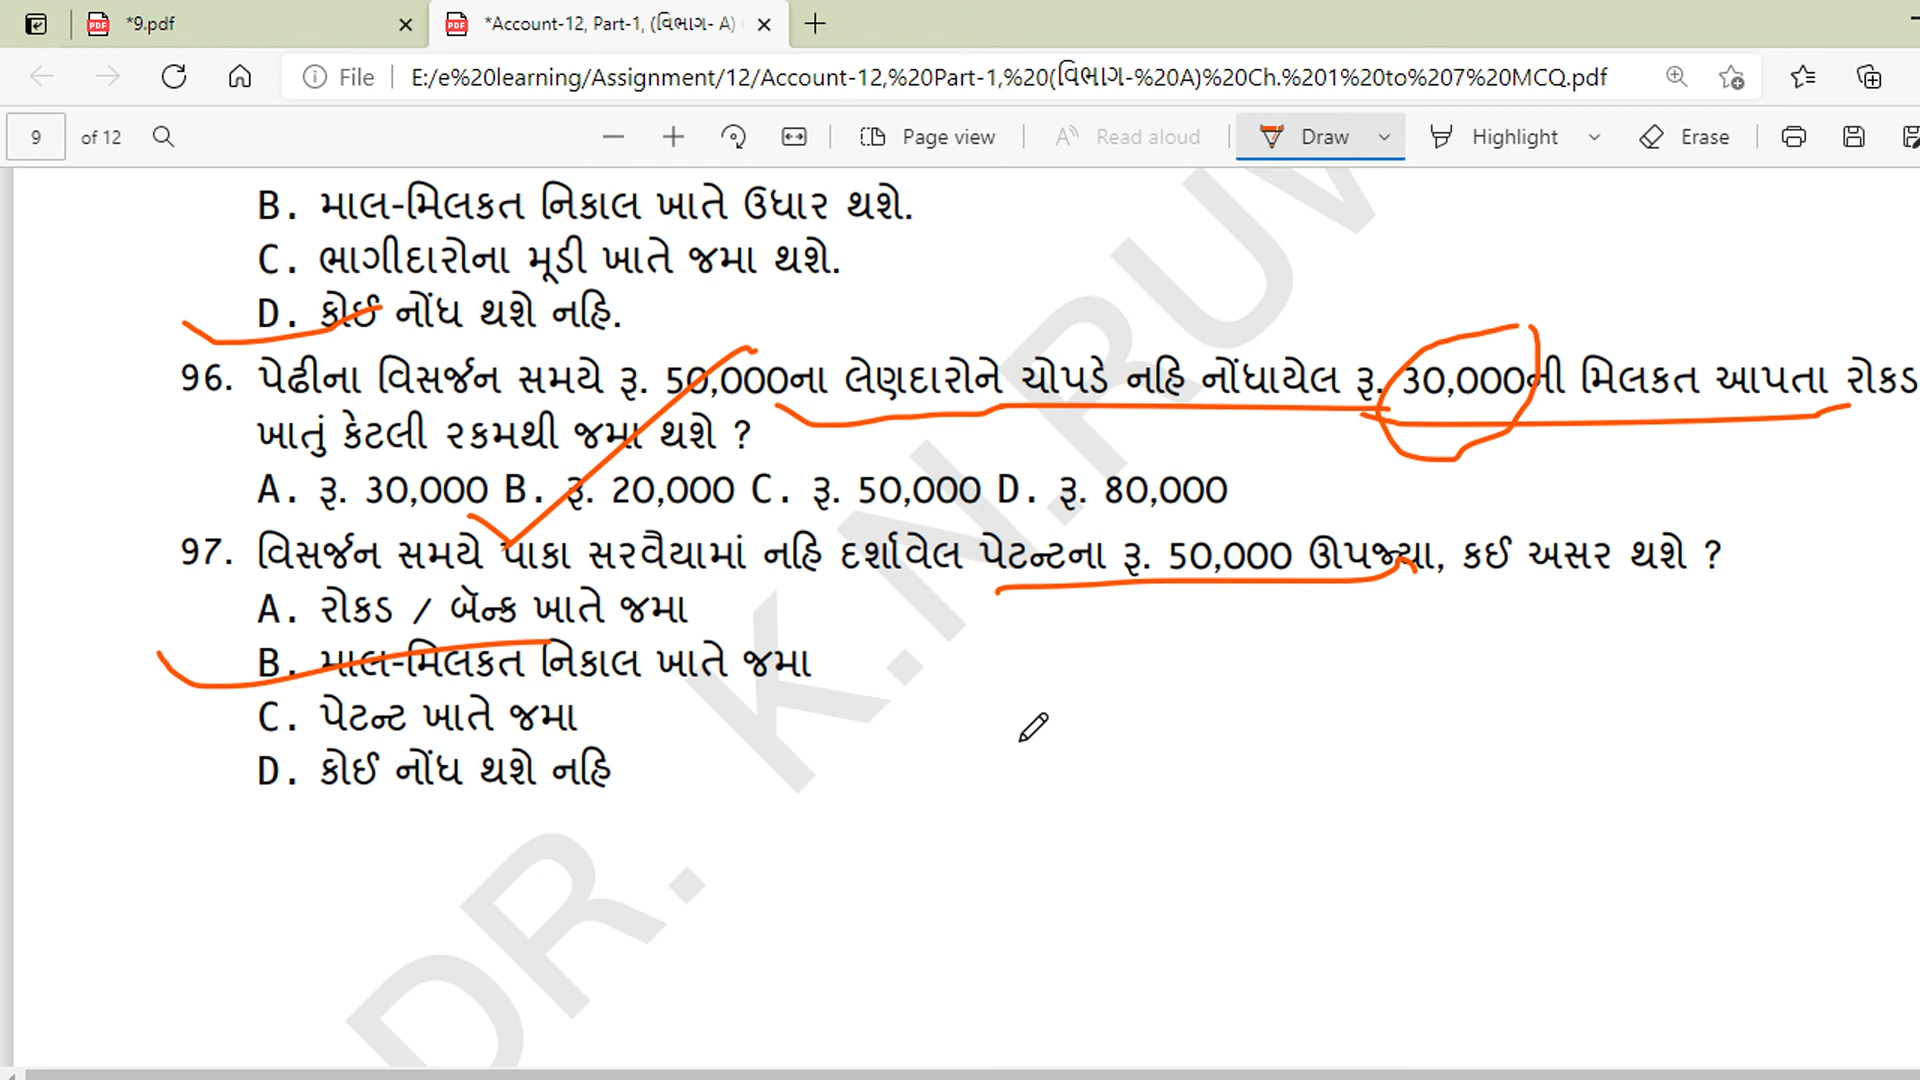 *9.pdf
*Account-12, Part-1, (વિભાગ- A)
File E:/e%20learning/Assignment/12/Account-12,%20Part-1,%20(વિભાગ-%20A)%20Ch.%201%20to%207%20MCQ.pdf
9 of 12 Page view Read aloud Draw Highlight Erase
B. માલ-મિલકત નિકાલ ખાતે ઉધાર થશે.
C. ભાગીદારોના મૂડી ખાતે જમા થશે.
D. કોઈ નોંધ થશે નહિ.
96. પેઢીના વિસર્જન સમયે રૂ. 50,000ના લેણદારોને ચોપડે નહિ નોંધાયેલ રૂ. 30,000ની મિલકત આપતા રોકડ
ખાતું કેટલી રકમથી જમા થશે ?
A. રૂ. 30,000 B. રૂ. 20,000 C. રૂ. 50,000 D. રૂ. 80,000
97. વિસર્જન સમયે પાકા સરવૈયામાં નહિ દર્શાવેલ પેટન્ટના રૂ. 50,000 ઊપજ્યા, કઈ અસર થશે ?
A. રોકડ / બૅન્ક ખાતે જમા
B. માલ-મિલકત નિકાલ ખાતે જમા
C. પેટન્ટ ખાતે જમા
D. કોઈ નોંધ થશે નહિ
DR. K.N.RUV